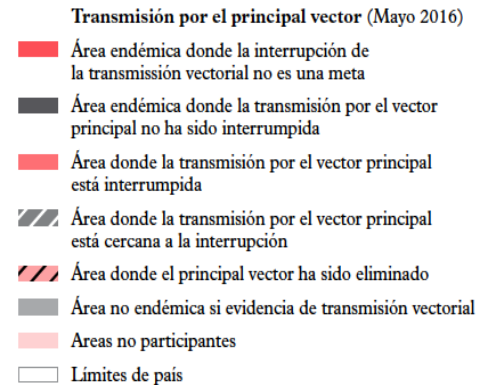 Transmisión por el principal vector (Mayo 2016)
Área endémica donde la interrupción de
la transmissión vectorial no es una meta
Área endémica donde la transmisión por el vector
principal no ha sido interrumpida
Área donde la transmisión por el vector principal
está interrumpida
Área donde la transmisión por el vector principal
está cercana a la interrupción
Área donde el principal vector ha sido eliminado
Área no endémica si evidencia de transmisión vectorial
Areas no participantes
Límites de país